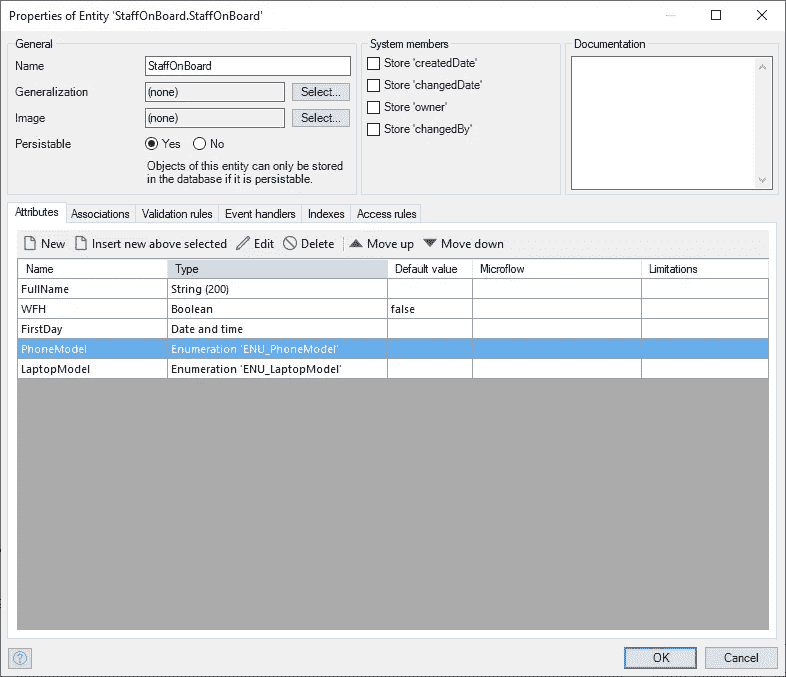 Properties of Entity 'StaffOnBoard.StaffOnBoard'
General
Name StaffOnBoard
Generalization (none) Select...
Image (none) Select...
Persistable Yes No
Objects of this entity can only be stored
in the database if it is persistable.
System members
Store 'createdDate'
Store 'changedDate'
Store 'owner'
Store 'changedBy'
Documentation
Attributes Associations Validation rules Event handlers Indexes Access rules
New Insert new above selected Edit Delete Move up Move down
Name Type Default value Microflow Limitations
FullName String (200)
WFH Boolean false
FirstDay Date and time
PhoneModel Enumeration 'ENU_PhoneModel'
LaptopModel Enumeration 'ENU_LaptopModel'
? OK Cancel